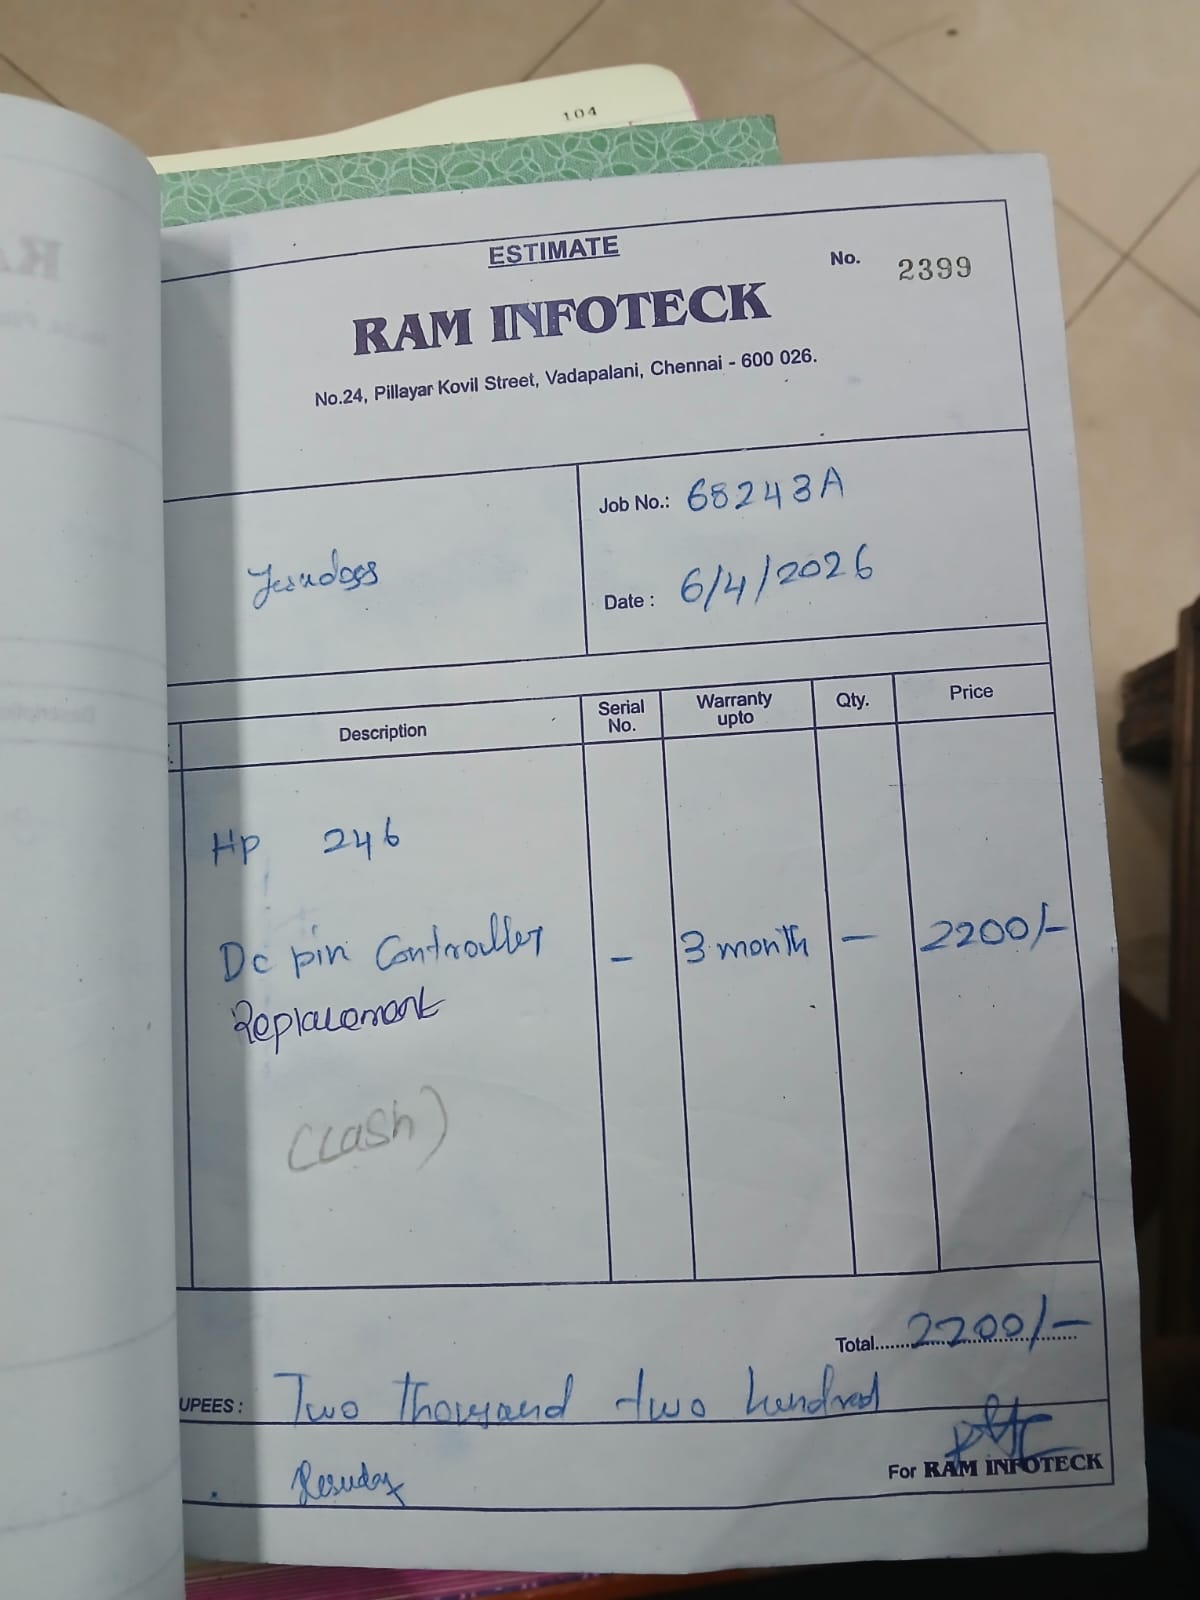 104
ESTIMATE
No. 2399
RAM INFOTECK
No.24, Pillayar Kovil Street, Vadapalani, Chennai - 600 026.
Job No.: 68243A
Date : 6/4/2026
Description Serial No. Warranty upto Qty. Price
Hp 246
Dc pin Controller - 3 month - 2200/-
Replacement
(Cash)
Total 2200/-
UPEES : Two thousand two hundred
For RAM INFOTECK